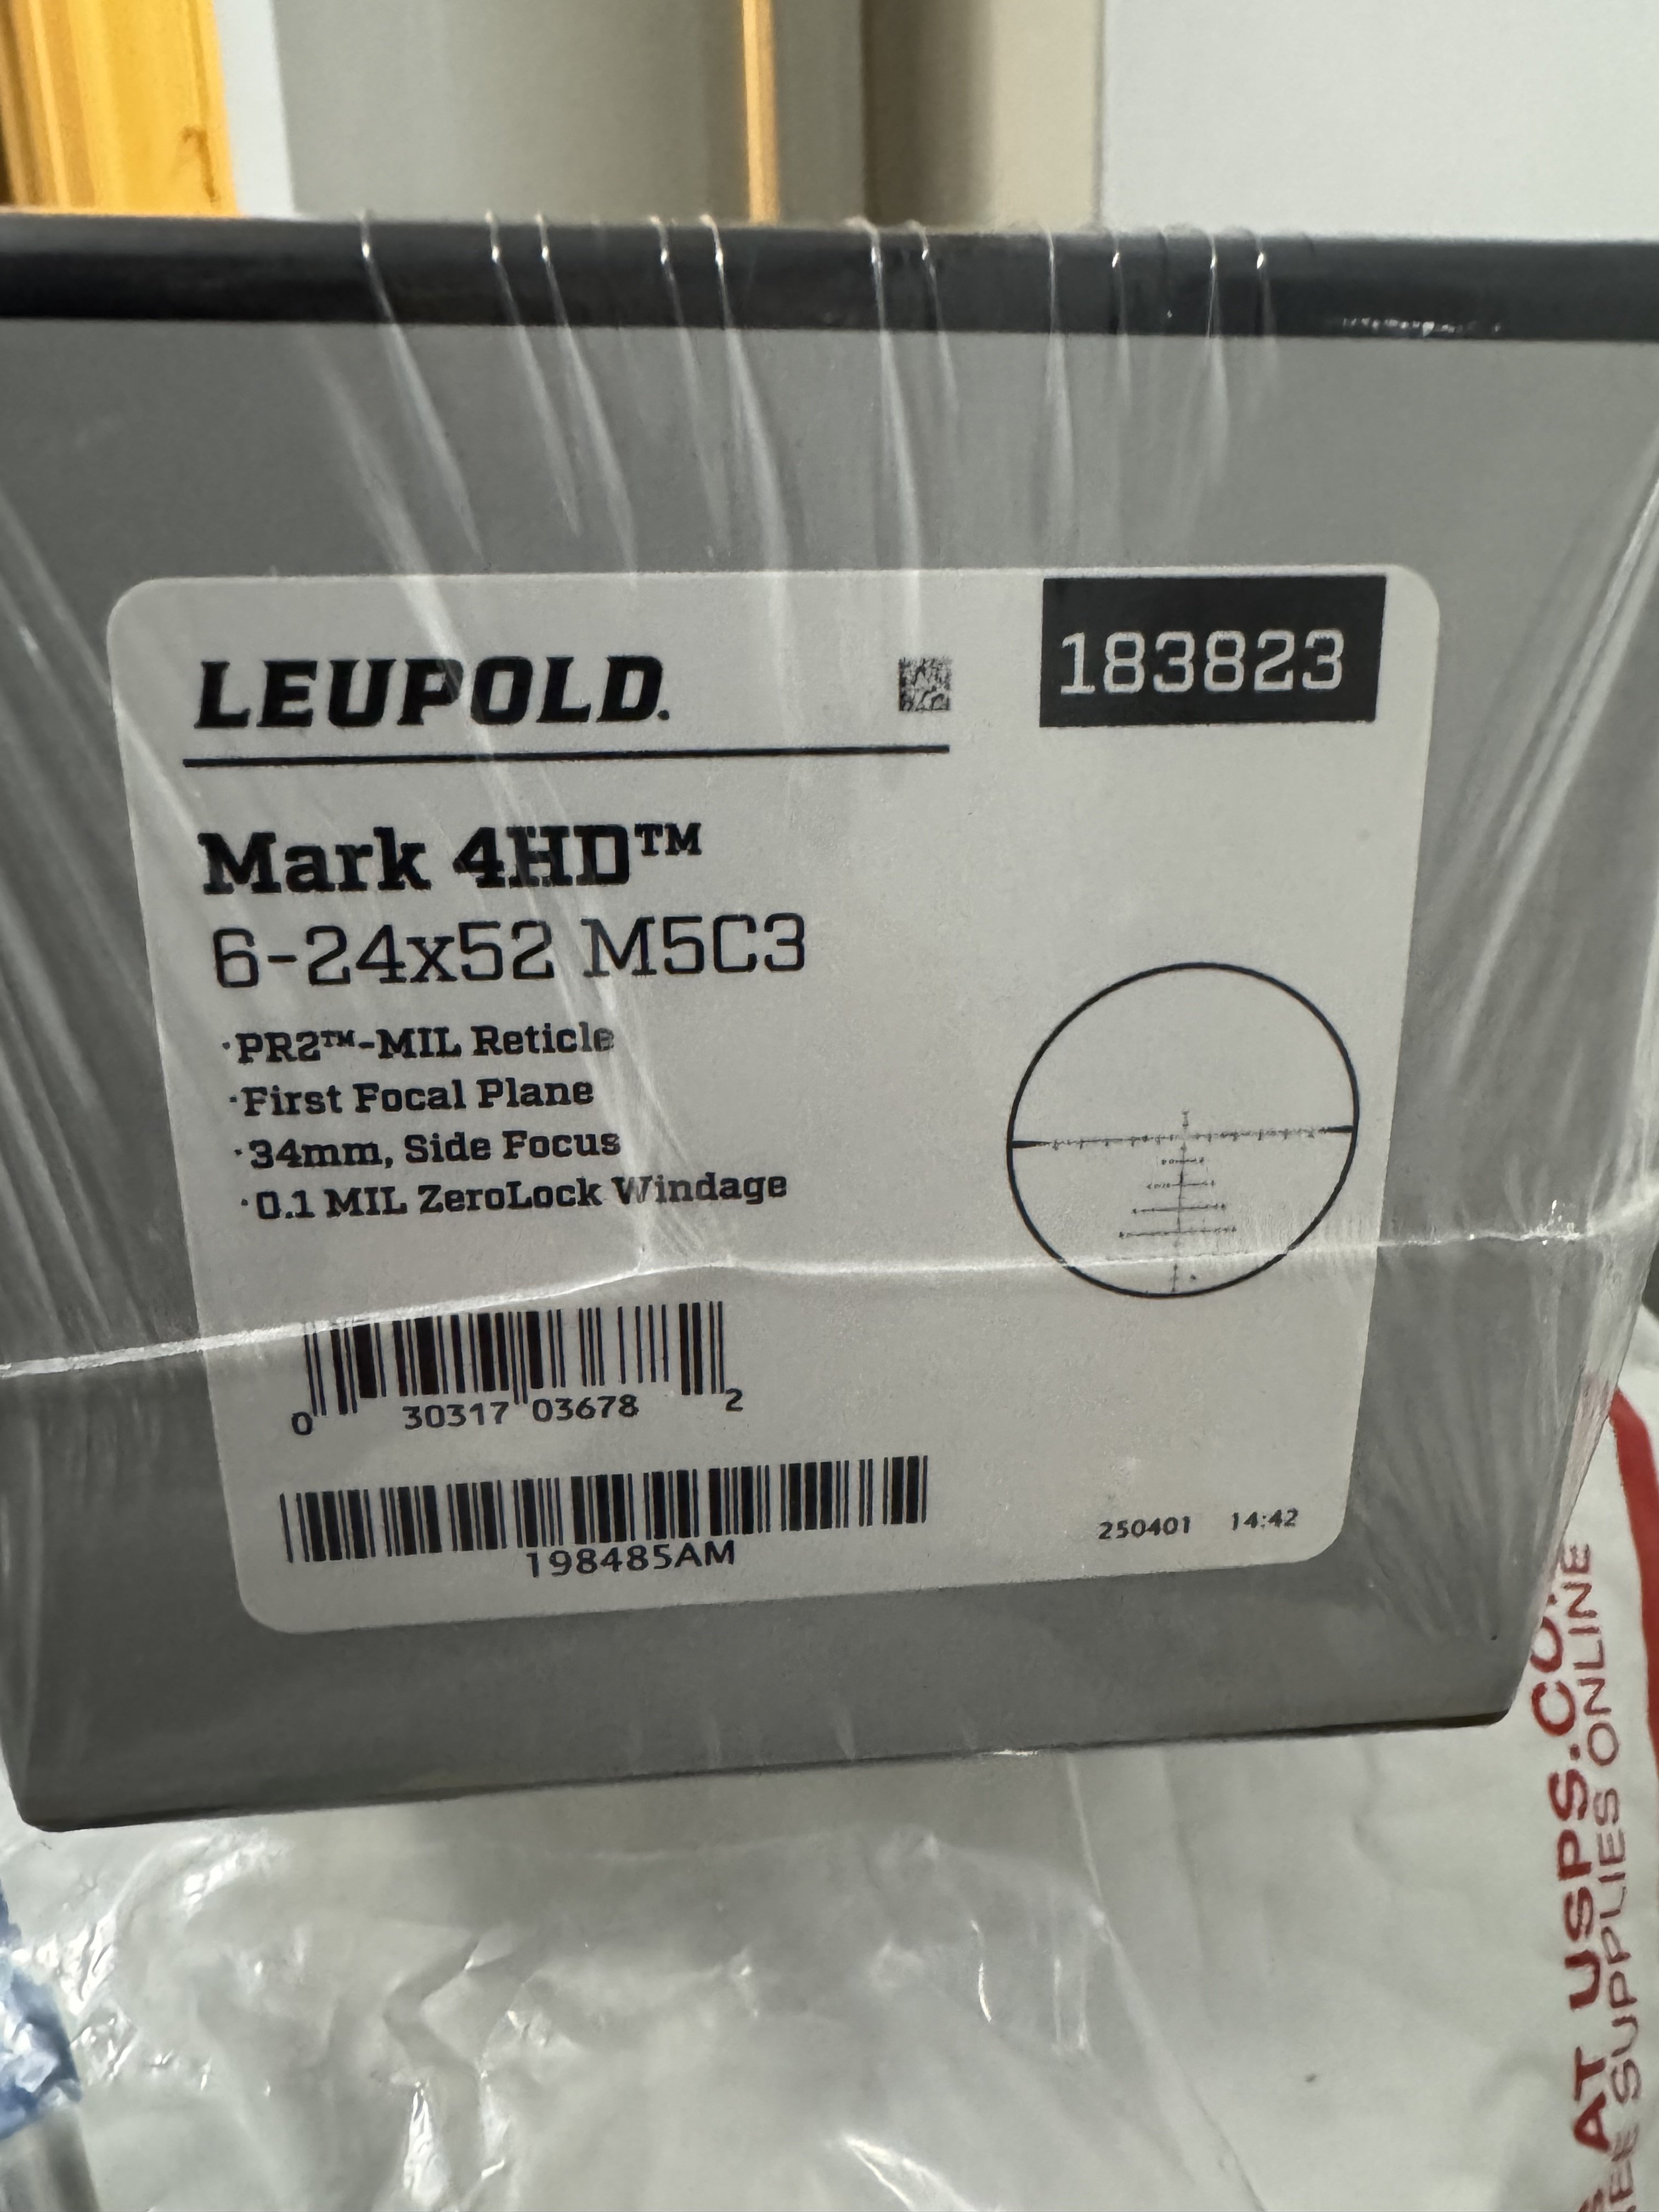 LEUPOLD.
183823
Mark 4HD™
6-24x52 M5C3
·PR2™-MIL Reticle
·First Focal Plane
·34mm, Side Focus
·0.1 MIL ZeroLock Windage
0 30317 03678 2
198485AM
250401 14:42
AT USPS.CO
SUPPLIES ONLINE